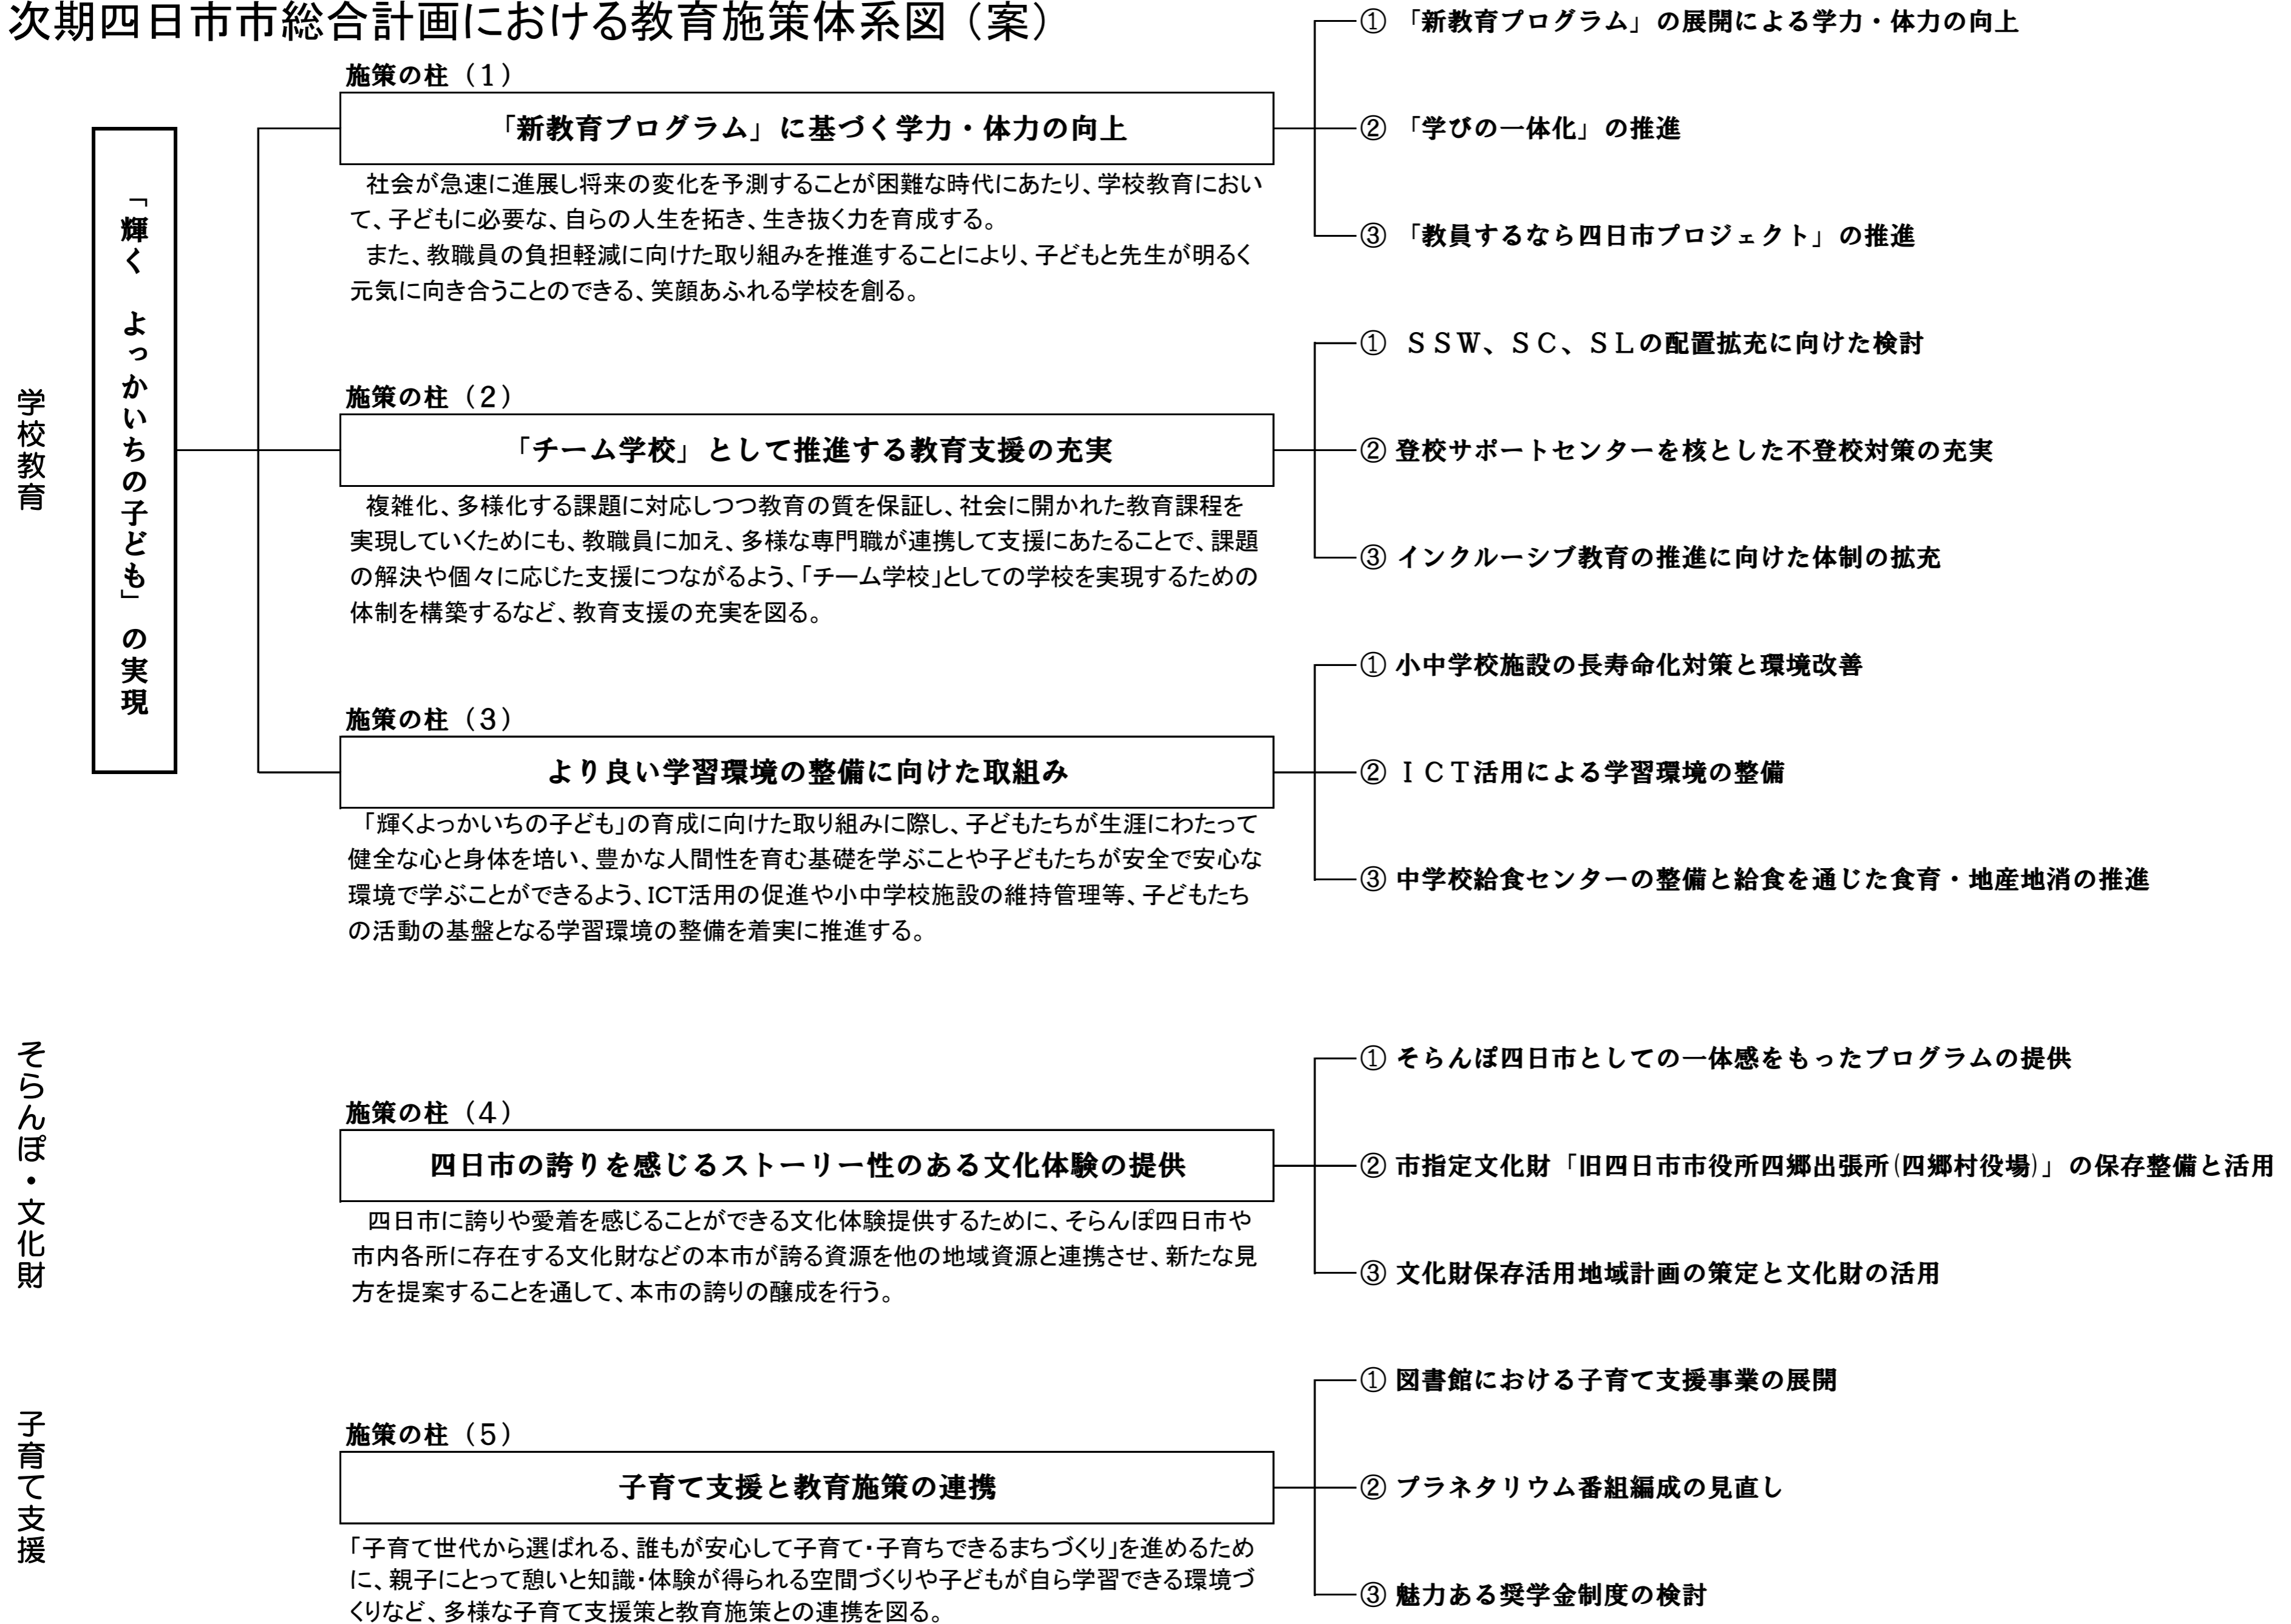 次期四日市市総合計画における教育施策体系図（案）
学校教育
「輝く　よっかいちの子ども」の実現
施策の柱（１）
「新教育プログラム」に基づく学力・体力の向上
社会が急速に進展し将来の変化を予測することが困難な時代にあたり、学校教育におい
て、子どもに必要な、自らの人生を拓き、生き抜く力を育成する。
また、教職員の負担軽減に向けた取り組みを推進することにより、子どもと先生が明るく
元気に向き合うことのできる、笑顔あふれる学校を創る。
① 「新教育プログラム」の展開による学力・体力の向上
② 「学びの一体化」の推進
③ 「教員するなら四日市プロジェクト」の推進
施策の柱（２）
「チーム学校」として推進する教育支援の充実
複雑化、多様化する課題に対応しつつ教育の質を保証し、社会に開かれた教育課程を
実現していくためにも、教職員に加え、多様な専門職が連携して支援にあたることで、課題
の解決や個々に応じた支援につながるよう、「チーム学校」としての学校を実現するための
体制を構築するなど、教育支援の充実を図る。
① ＳＳＷ、ＳＣ、ＳＬの配置拡充に向けた検討
② 登校サポートセンターを核とした不登校対策の充実
③ インクルーシブ教育の推進に向けた体制の拡充
施策の柱（３）
より良い学習環境の整備に向けた取組み
「輝くよっかいちの子ども」の育成に向けた取り組みに際し、子どもたちが生涯にわたって
健全な心と身体を培い、豊かな人間性を育む基礎を学ぶことや子どもたちが安全で安心な
環境で学ぶことができるよう、ICT活用の促進や小中学校施設の維持管理等、子どもたち
の活動の基盤となる学習環境の整備を着実に推進する。
① 小中学校施設の長寿命化対策と環境改善
② ＩＣＴ活用による学習環境の整備
③ 中学校給食センターの整備と給食を通じた食育・地産地消の推進
そらんぽ・文化財
施策の柱（４）
四日市の誇りを感じるストーリー性のある文化体験の提供
四日市に誇りや愛着を感じることができる文化体験提供するために、そらんぽ四日市や
市内各所に存在する文化財などの本市が誇る資源を他の地域資源と連携させ、新たな見
方を提案することを通して、本市の誇りの醸成を行う。
① そらんぽ四日市としての一体感をもったプログラムの提供
② 市指定文化財「旧四日市市役所四郷出張所(四郷村役場)」の保存整備と活用
③ 文化財保存活用地域計画の策定と文化財の活用
子育て支援
施策の柱（５）
子育て支援と教育施策の連携
「子育て世代から選ばれる、誰もが安心して子育て・子育ちできるまちづくり」を進めるため
に、親子にとって憩いと知識・体験が得られる空間づくりや子どもが自ら学習できる環境づ
くりなど、多様な子育て支援策と教育施策との連携を図る。
① 図書館における子育て支援事業の展開
② プラネタリウム番組編成の見直し
③ 魅力ある奨学金制度の検討